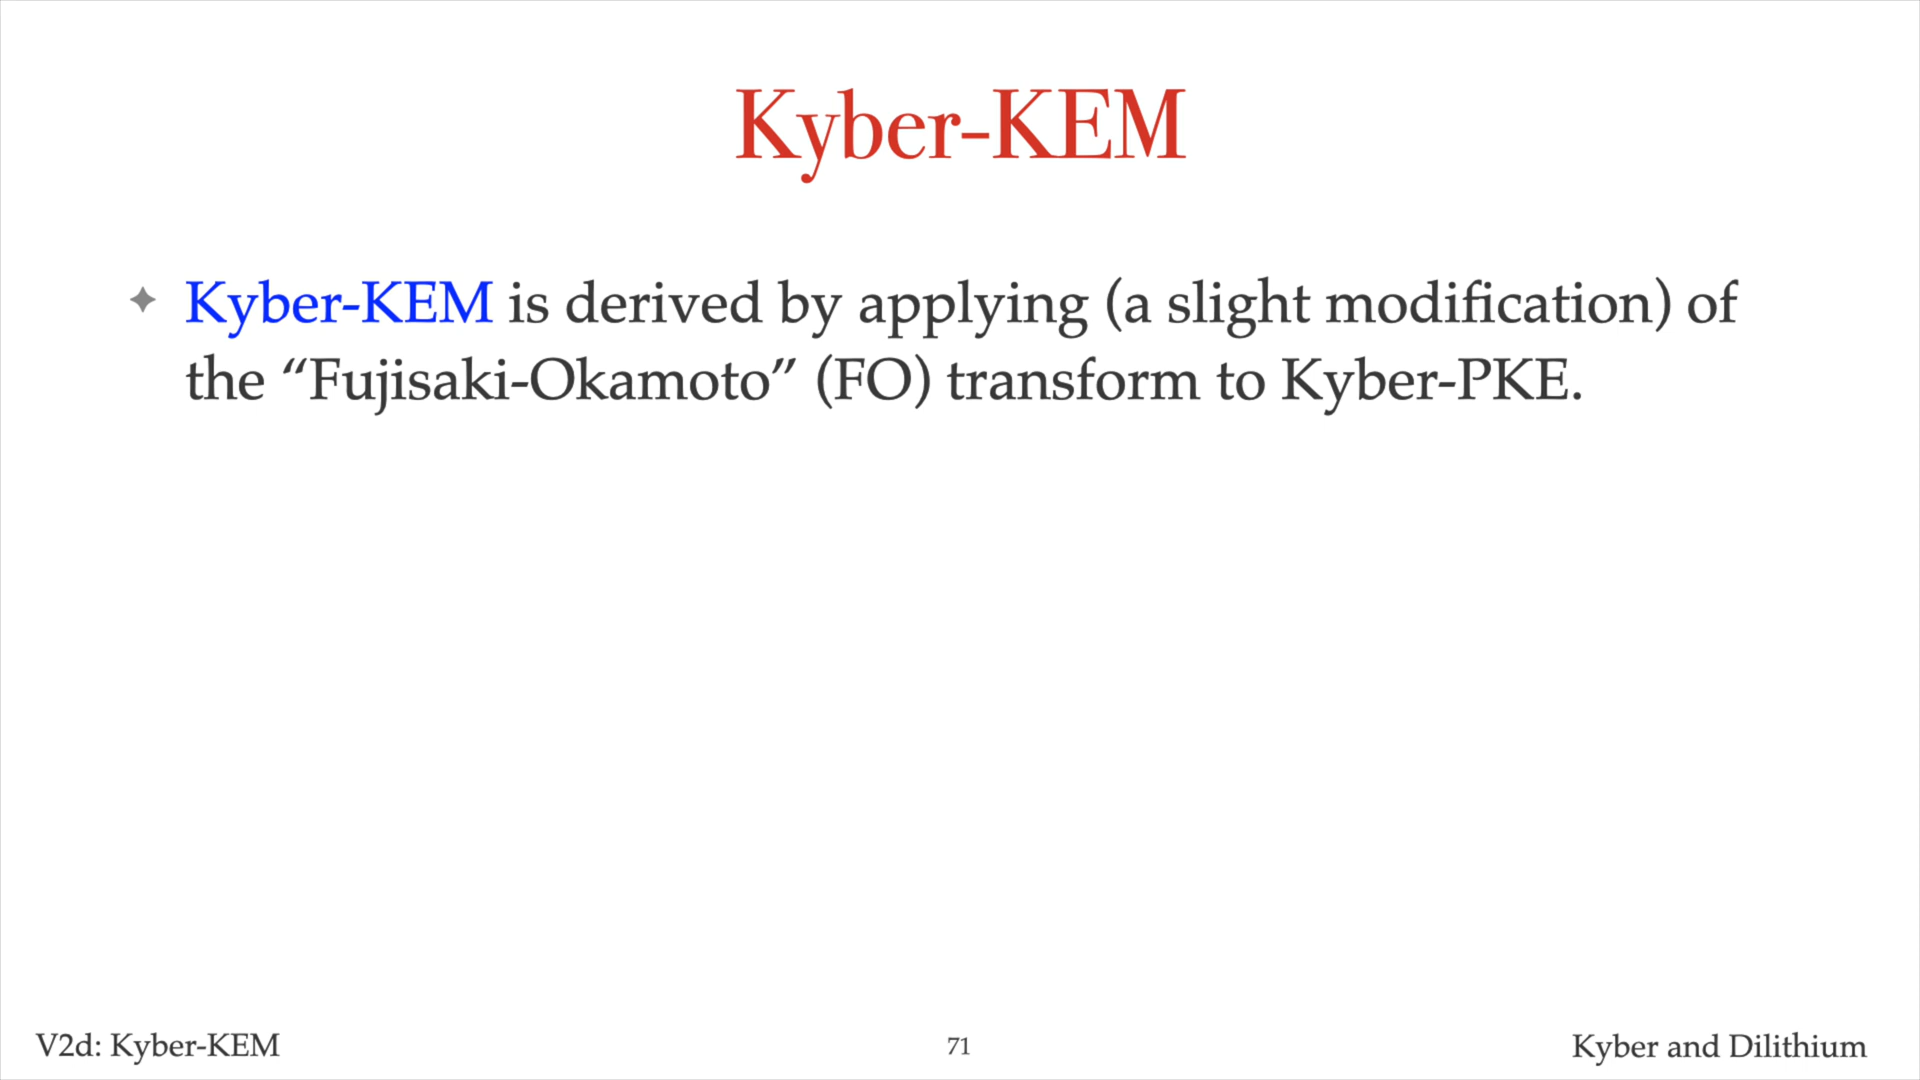 Kyber-KEM
✦ Kyber-KEM is derived by applying (a slight modification) of
the “Fujisaki-Okamoto” (FO) transform to Kyber-PKE.
V2d: Kyber-KEM
71
Kyber and Dilithium